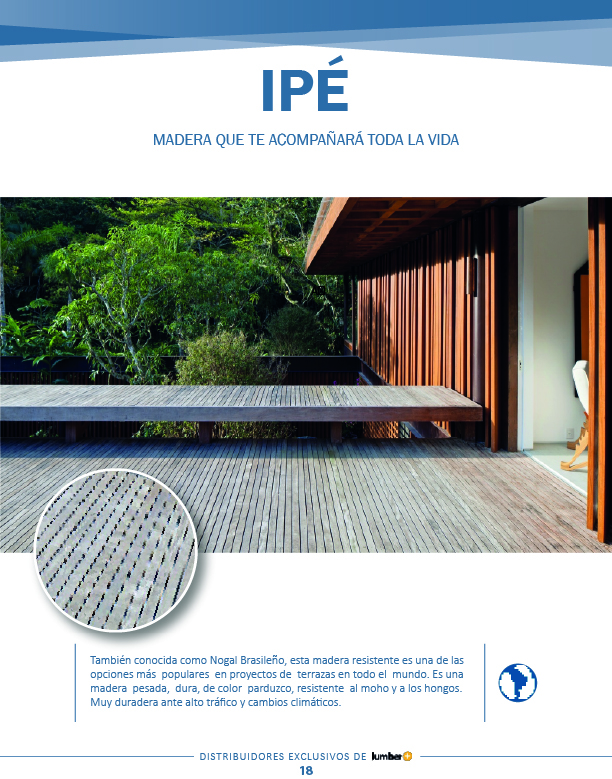 IPÉ
MADERA QUE TE ACOMPAÑARÁ TODA LA VIDA
También conocida como Nogal Brasileño, esta madera resistente es una de las
opciones más populares en proyectos de terrazas en todo el mundo. Es una
madera pesada, dura, de color parduzco, resistente al moho y a los hongos.
Muy duradera ante alto tráfico y cambios climáticos.
DISTRIBUIDORES EXCLUSIVOS DE lumber
18